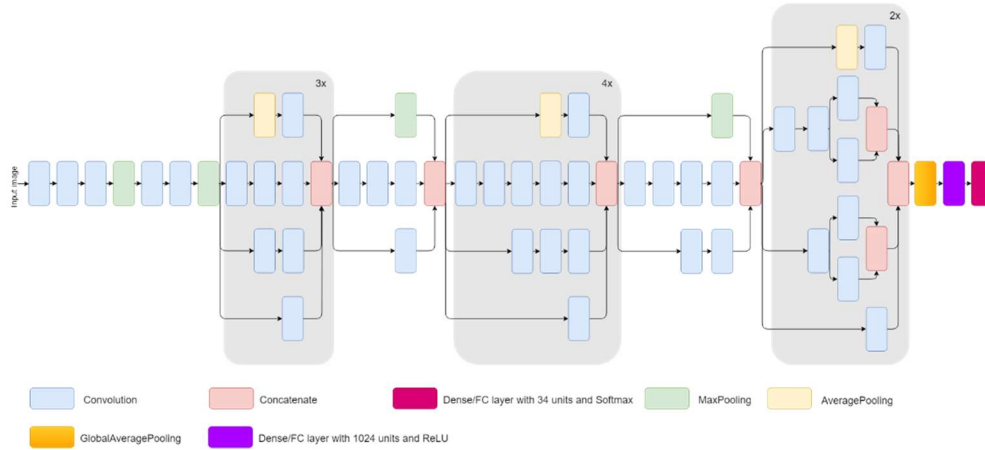 2x
3x
4x
Input image
Convolution
Concatenate
Dense/FC layer with 34 units and Softmax
MaxPooling
AveragePooling
GlobalAveragePooling
Dense/FC layer with 1024 units and ReLU